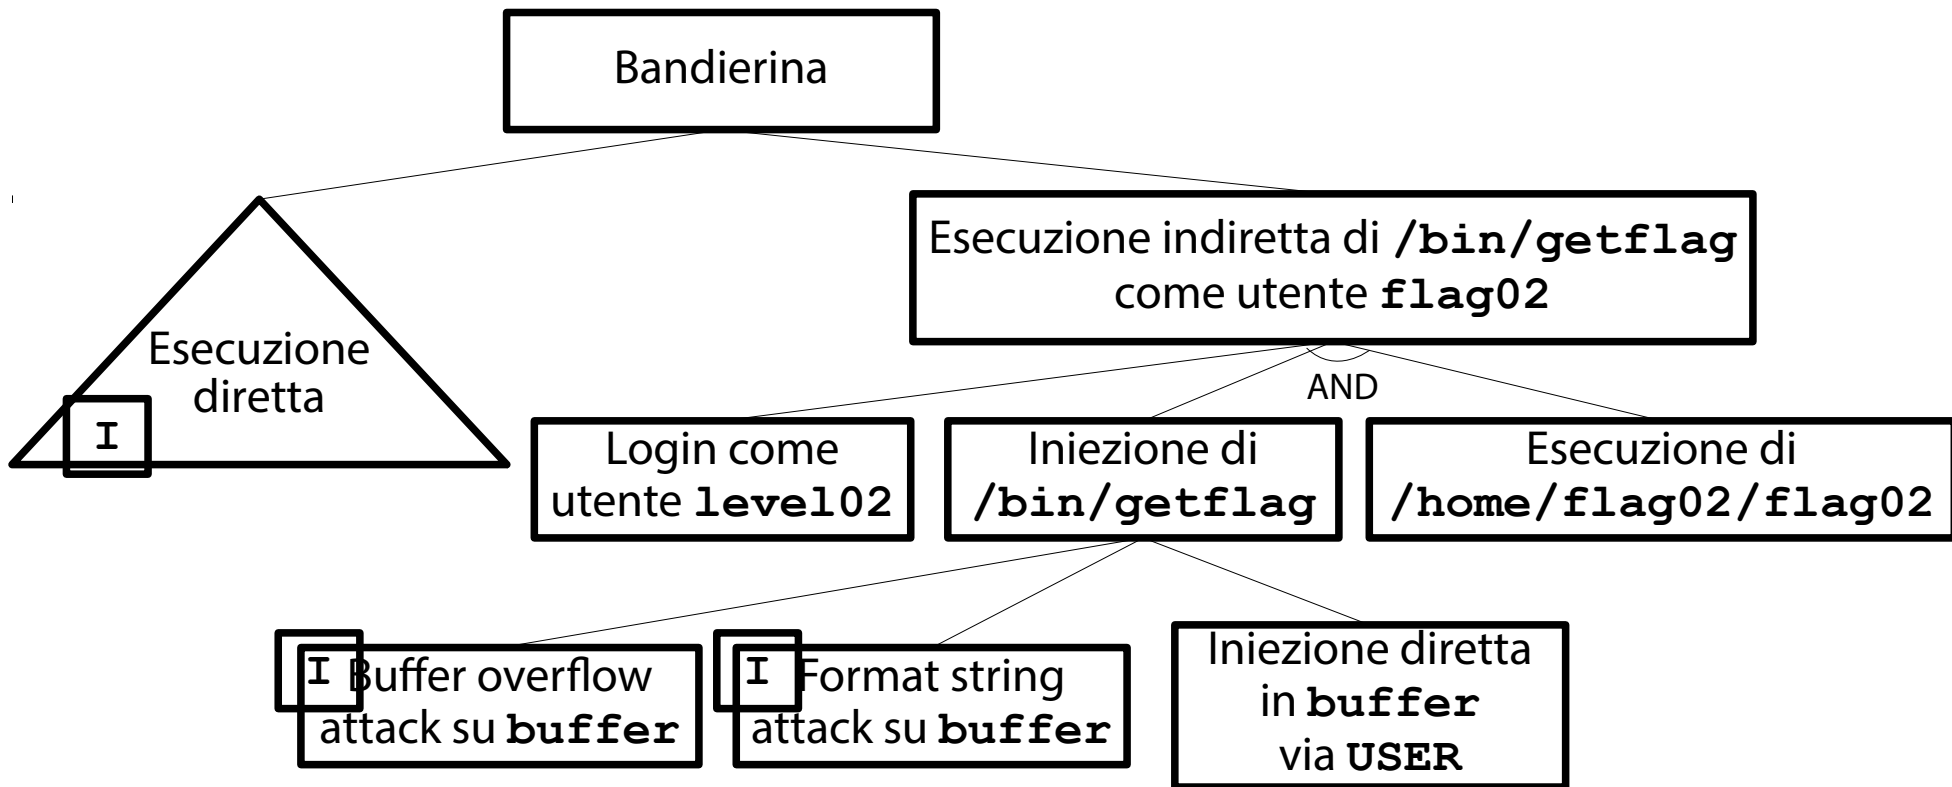 Bandierina
Esecuzione indiretta di /bin/getflag
come utente flag02
Esecuzione
diretta
I
AND
Login come
utente level02
Iniezione di
/bin/getflag
Esecuzione di
/home/flag02/flag02
I
Buffer overflow
attack su buffer
I
Format string
attack su buffer
Iniezione diretta
in buffer
via USER